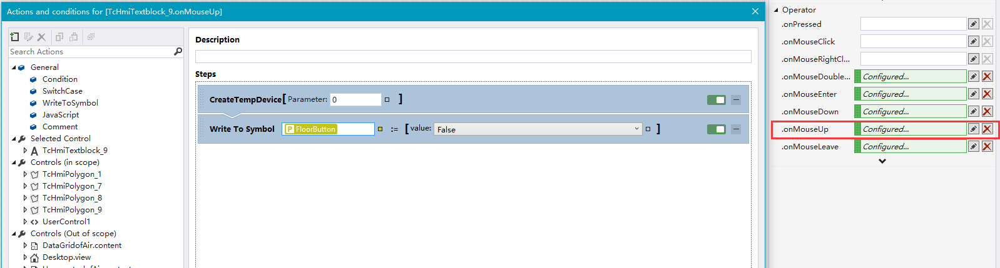 Actions and conditions for [TcHmiTextblock_9.onMouseUp]
Search Actions
General
Condition
SwitchCase
WriteToSymbol
JavaScript
Comment
Selected Control
TcHmiTextblock_9
Controls (in scope)
TcHmiPolygon_1
TcHmiPolygon_7
TcHmiPolygon_8
TcHmiPolygon_9
UserControl1
Controls (Out of scope)
DataGridofAir.content
Desktop.view
Description
Steps
CreateTempDevice[ Parameter: 0 ]
Write To Symbol P FloorButton := [ value: False ]
Operator
.onPressed
.onMouseClick
.onMouseRightCl...
.onMouseDouble... Configured...
.onMouseEnter Configured...
.onMouseDown Configured...
.onMouseUp Configured...
.onMouseLeave Configured...